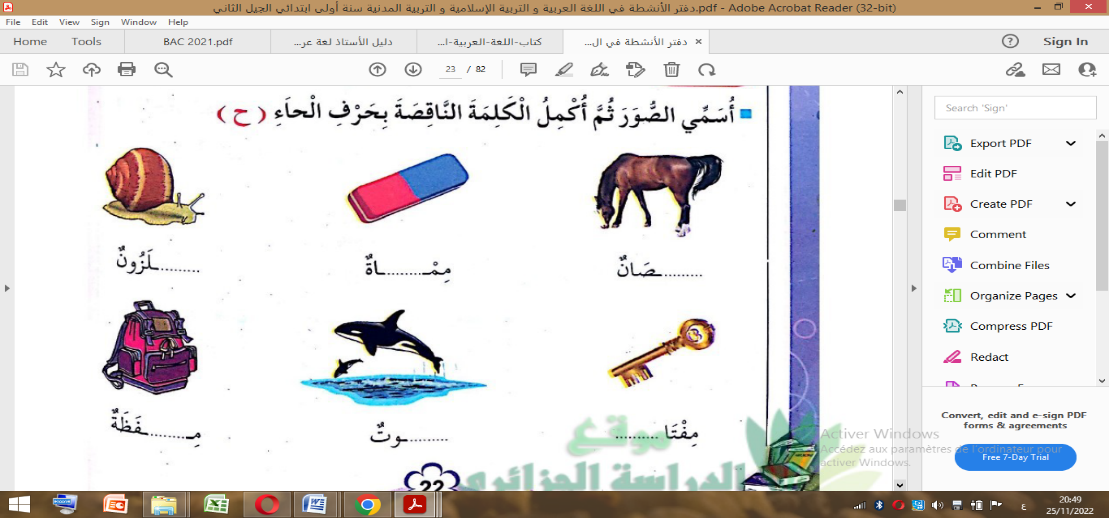 دفتر الأنشطة في اللغة العربية و التربية الإسلامية و التربية المدنية سنة أولى ابتدائي الجيل الثاني.pdf - Adobe Acrobat Reader (32-bit)
File Edit View Sign Window Help
Home Tools BAC 2021.pdf دليل الأستاذ لغة عر... كتاب-اللغة-العربية-ا... دفتر الأنشطة في ال... × ? Sign In
23 / 82
أُسَمِّي الصُّوَرَ ثُمَّ أُكْمِلُ الْكَلِمَةَ النَّاقِصَةَ بِحَرْفِ الْحاَءِ ( ح )
..........صَانٌ
مِمْـ.........ـاةٌ
.........ـلَزُونٌ
مِفْتَا ..........
.........ـوتٌ
مِـ.......ـفَظَةٌ
موقع
الدراسة الجزائري
22
Search 'Sign'
Export PDF
Edit PDF
Create PDF
Comment
Combine Files
Organize Pages
Compress PDF
Redact
Convert, edit and e-sign PDF
forms & agreements
Free 7-Day Trial
Activer Windows
Accédez aux paramètres de l'ordinateur pour
activer Windows.
ع
20:49
25/11/2022